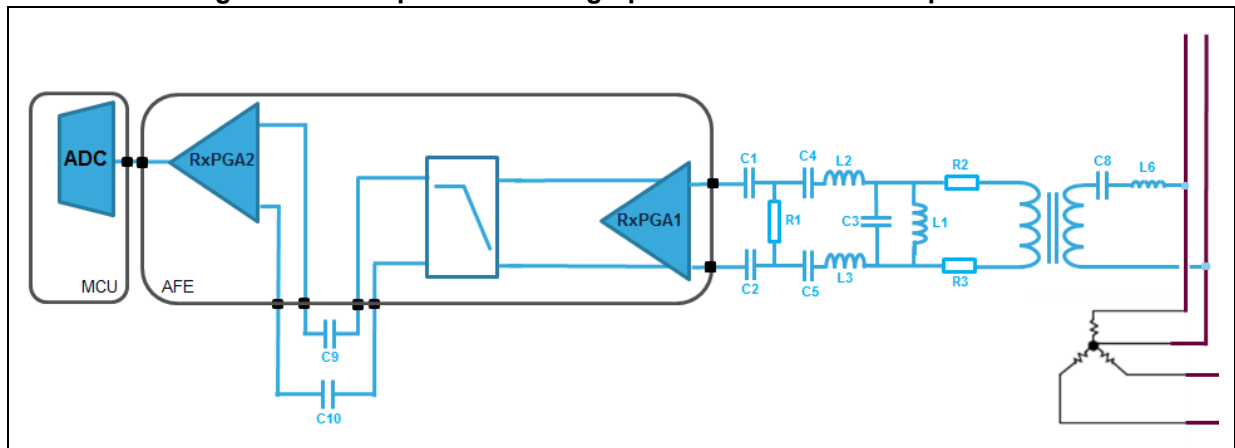 ADC
RxPGA2
RxPGA1
MCU
AFE
C1
C4
L2
R2
C8
L6
R1
C3
L1
C2
C5
L3
R3
C9
C10